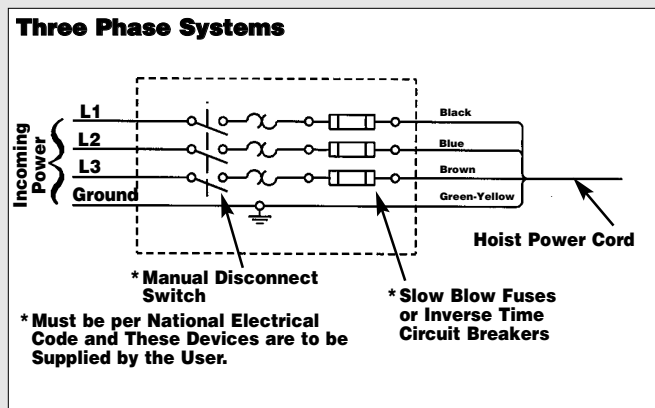 Three Phase Systems
Incoming
Power
L1
L2
L3
Ground
Black
Blue
Brown
Green-Yellow
Hoist Power Cord
* Manual Disconnect
Switch
* Slow Blow Fuses
or Inverse Time
Circuit Breakers
* Must be per National Electrical
Code and These Devices are to be
Supplied by the User.